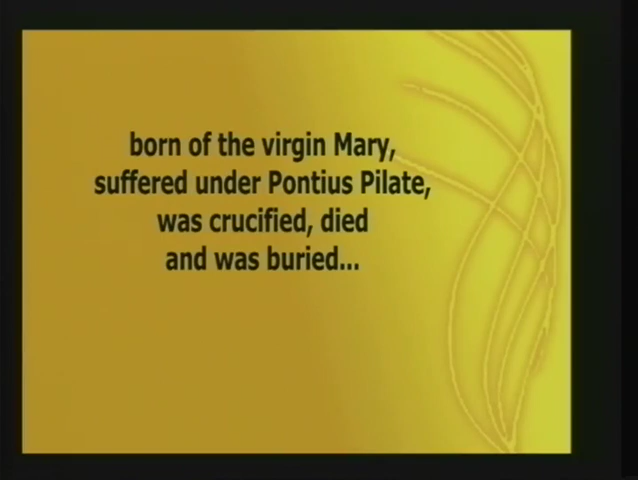 born of the virgin Mary,
suffered under Pontius Pilate,
was crucified, died
and was buried...